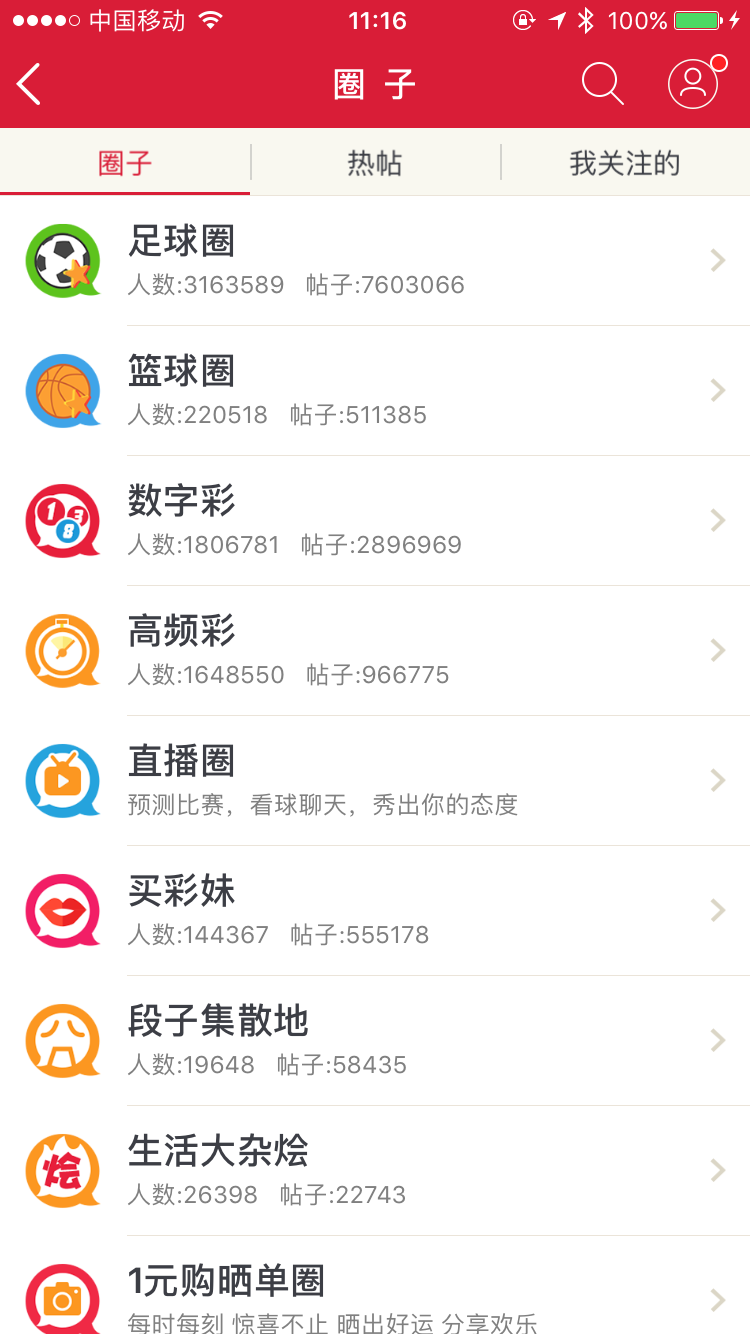 中国移动 11:16 100%
圈 子
圈子 热帖 我关注的
足球圈
人数:3163589 帖子:7603066
篮球圈
人数:220518 帖子:511385
1 3 8
数字彩
人数:1806781 帖子:2896969
高频彩
人数:1648550 帖子:966775
直播圈
预测比赛，看球聊天，秀出你的态度
买彩妹
人数:144367 帖子:555178
段子集散地
人数:19648 帖子:58435
烩
生活大杂烩
人数:26398 帖子:22743
1元购晒单圈
每时每刻 惊喜不止 晒出好运 分享欢乐